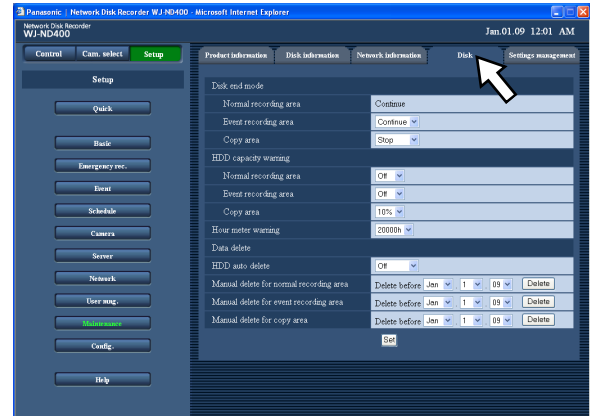 Panasonic | Network Disk Recorder WJ-ND400 - Microsoft Internet Explorer
Network Disk Recorder
WJ-ND400
Jan.01.09 12:01 AM
Control Cam. select Setup
Product information Disk information Network information Disk Settings management
Setup
Quick
Basic
Emergency rec.
Event
Schedule
Camera
Server
Network
User mng.
Maintenance
Config.
Help
Disk end mode
Normal recording area Continue
Event recording area Continue
Copy area Stop
HDD capacity warning
Normal recording area Off
Event recording area Off
Copy area 10%
Hour meter warning 20000h
Data delete
HDD auto delete Off
Manual delete for normal recording area Delete before Jan . 1 . 09 Delete
Manual delete for event recording area Delete before Jan . 1 . 09 Delete
Manual delete for copy area Delete before Jan . 1 . 09 Delete
Set